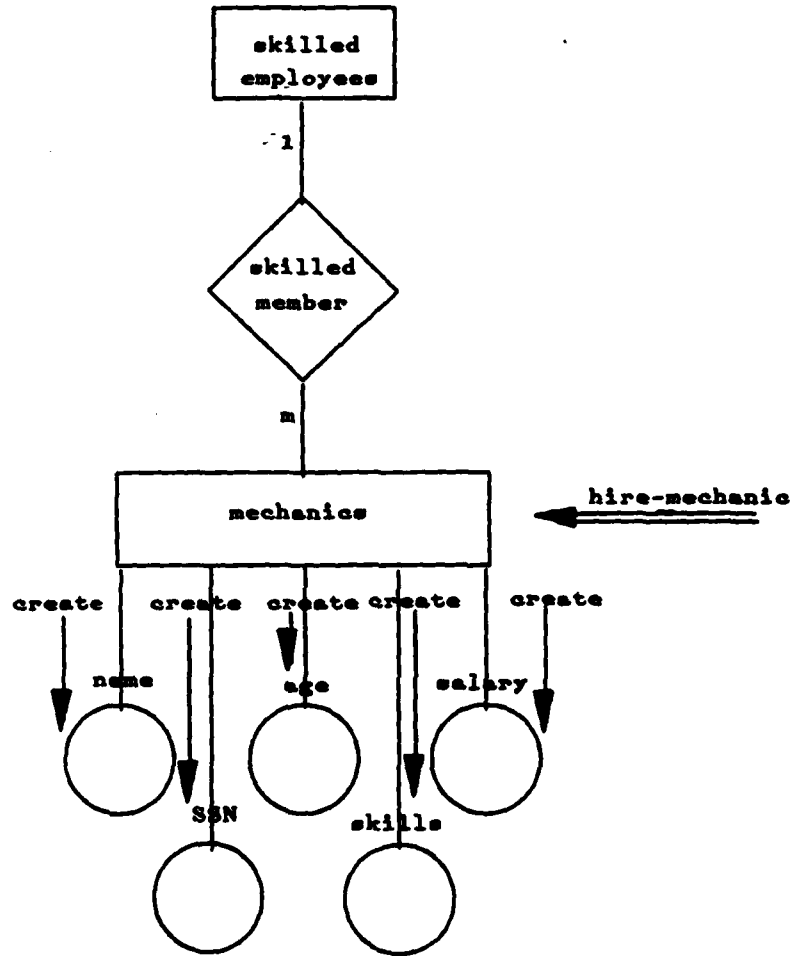 skilled
employees
1
skilled
member
m
mechanics
hire-mechanic
create create create create create
name age salary
SSN skills